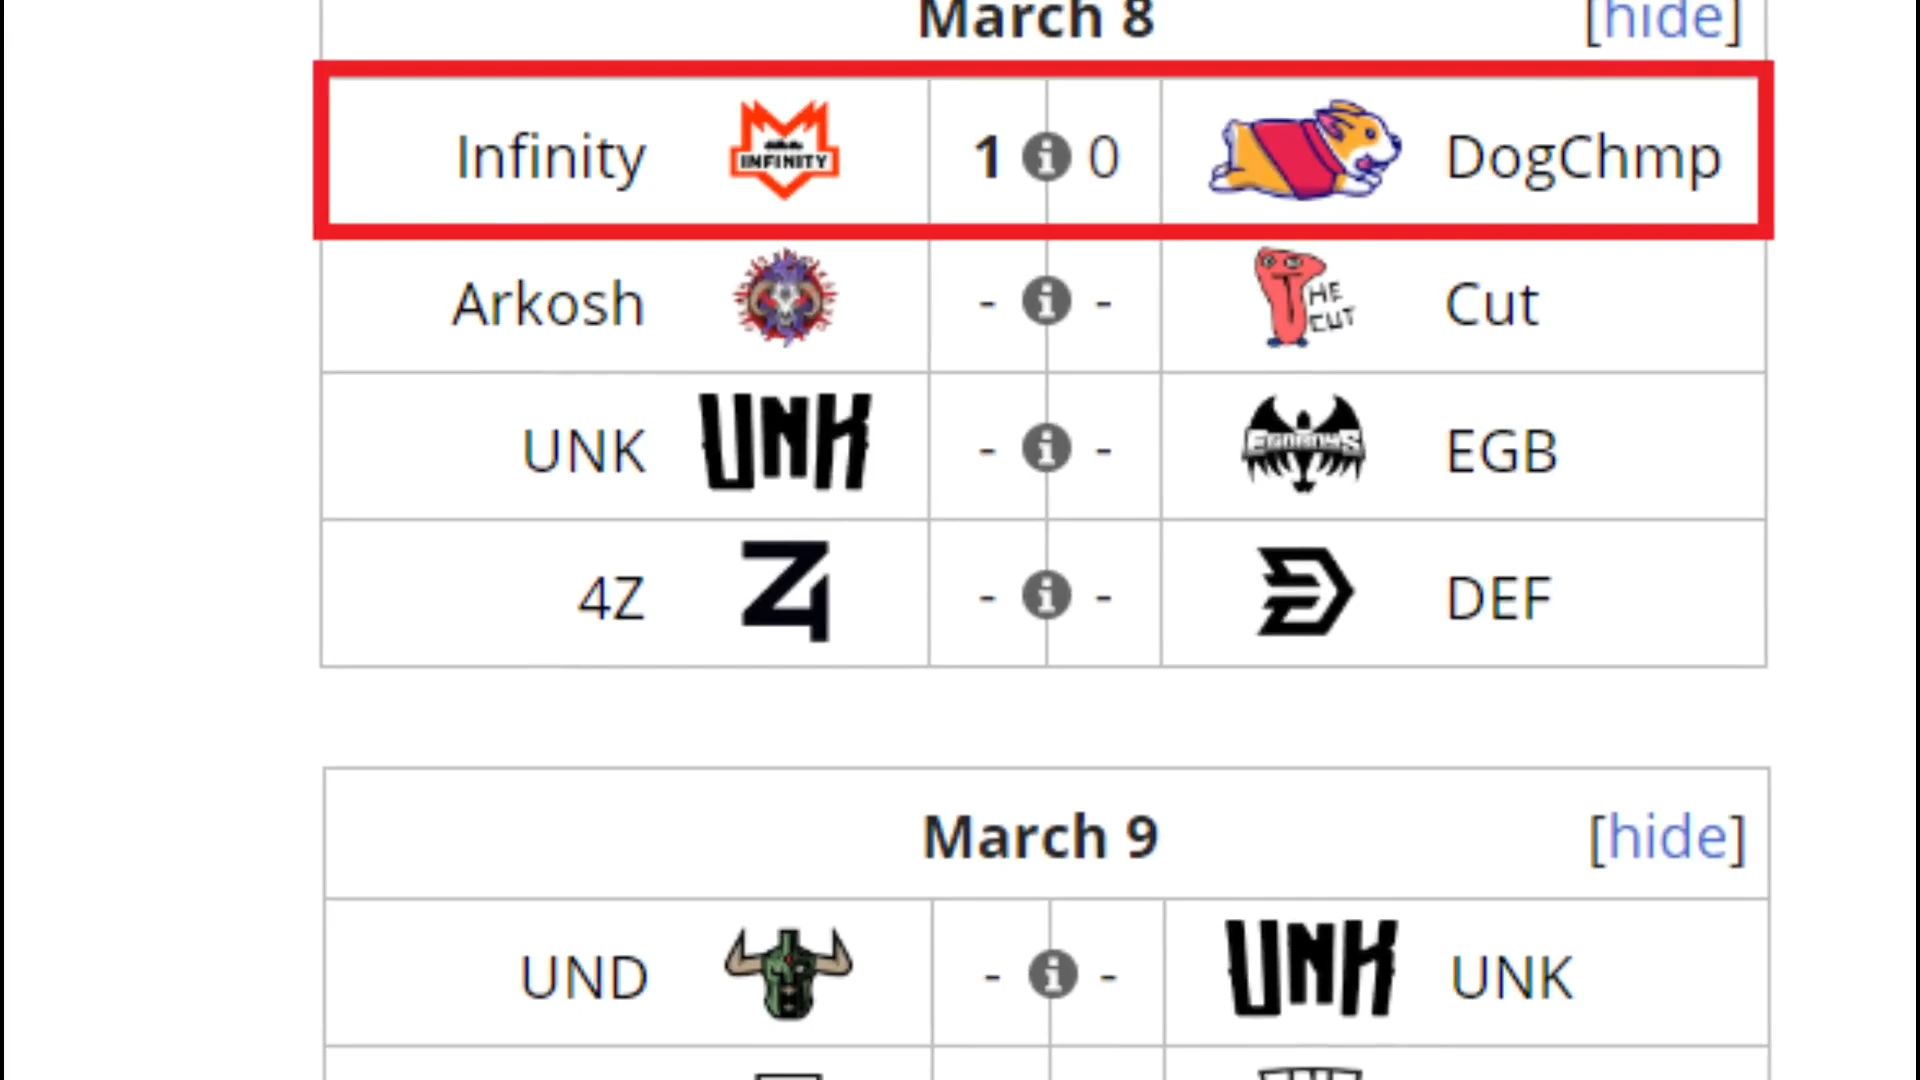 March 8 [hide]
Infinity INFINITY 1 0 DogChmp
Arkosh - - THE CUT Cut
UNK UNK - - EGOBOYS EGB
4Z - - DEF
March 9 [hide]
UND - - UNK UNK